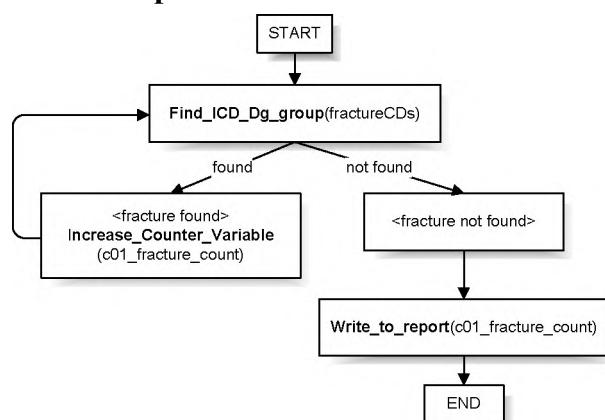 START
Find_ICD_Dg_group(fractureCDs)
found
not found
<fracture found>
Increase_Counter_Variable
(c01_fracture_count)
<fracture not found>
Write_to_report(c01_fracture_count)
END